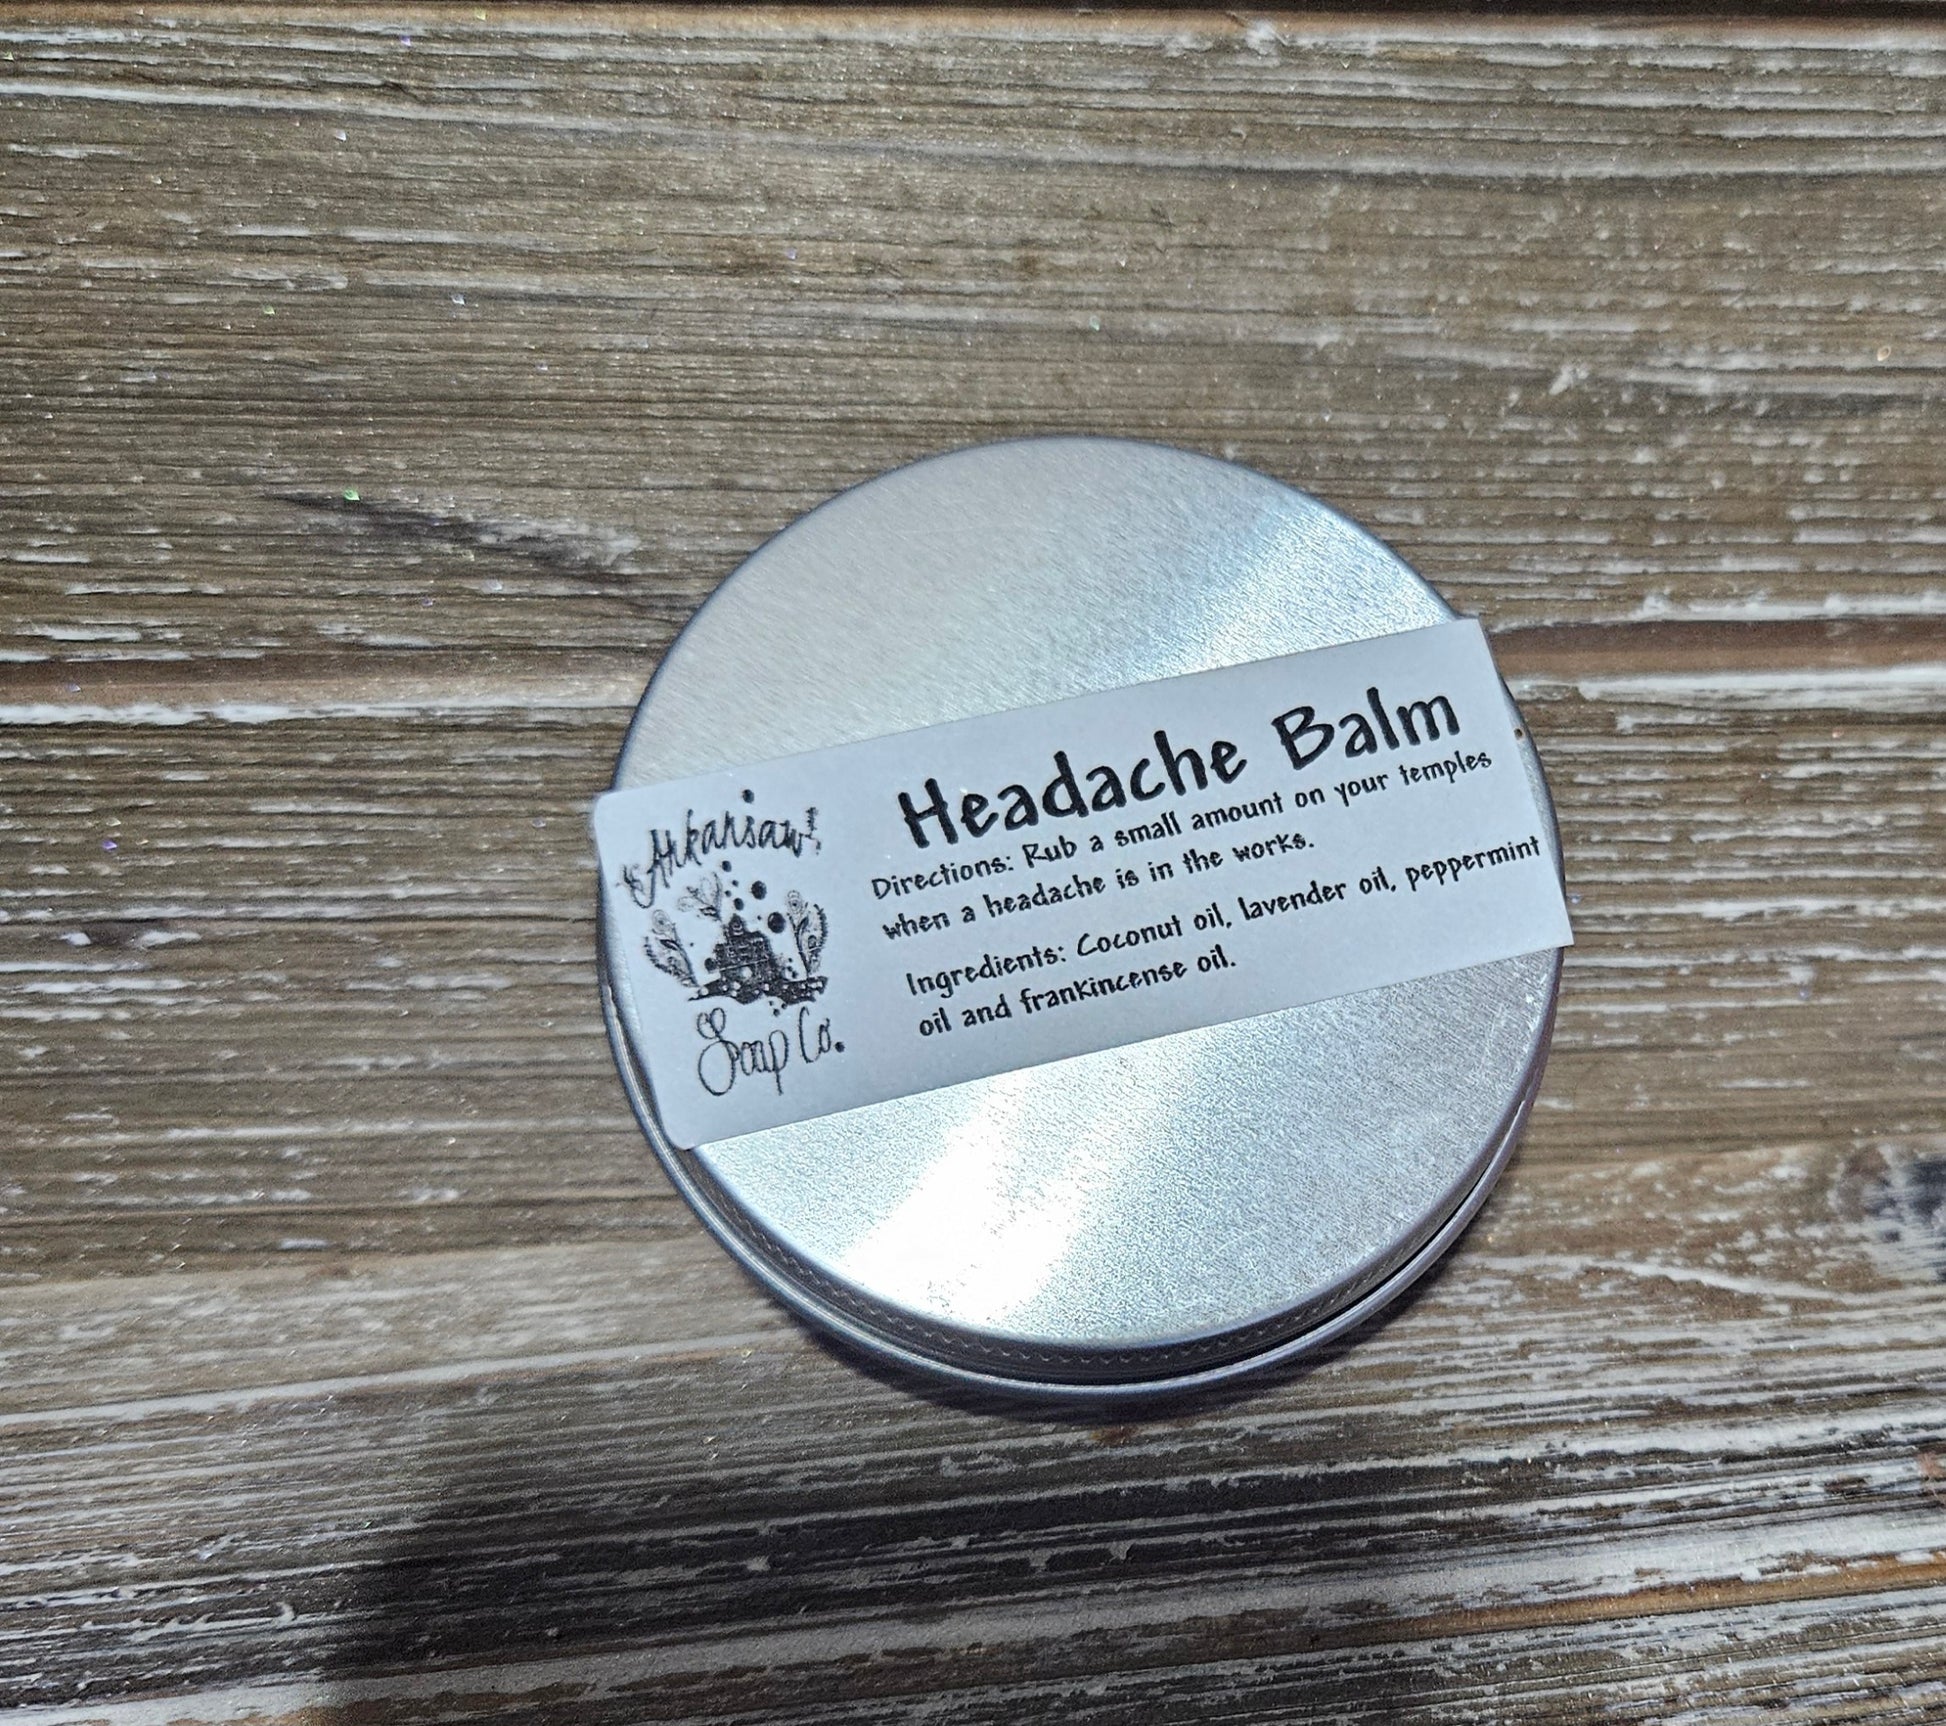 Arkansaw!
Soap Co.
Headache Balm
Directions: Rub a small amount on your temples
when a headache is in the works.
Ingredients: Coconut oil, lavender oil, peppermint
oil and frankincense oil.